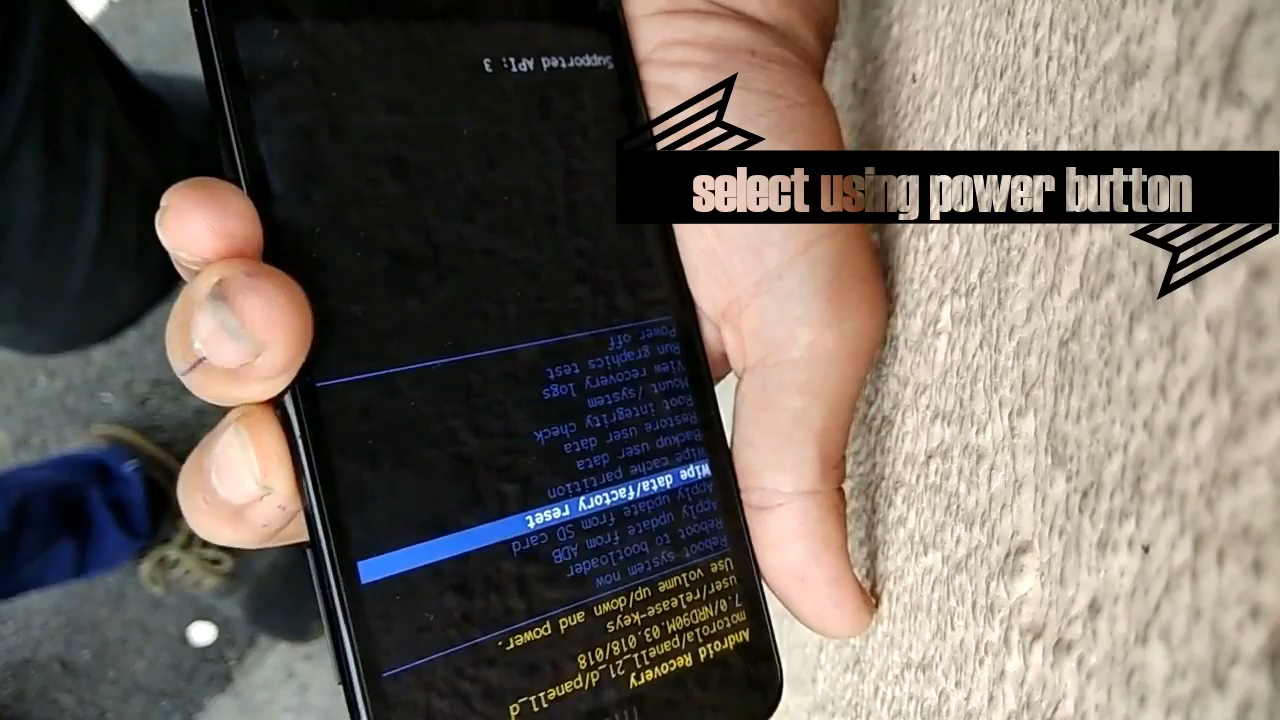 select using power button
Android Recovery
motorola/panell_21_d/panell_d
7.0/NRD90M.03.018/018
user/release-keys
Use volume up/down and power.
Reboot system now
Reboot to bootloader
Apply update from ADB
Apply update from SD card
Wipe data/factory reset
Wipe cache partition
Backup user data
Restore user data
Root integrity check
Mount /system
View recovery logs
Run graphics test
Power off
Supported API: 3